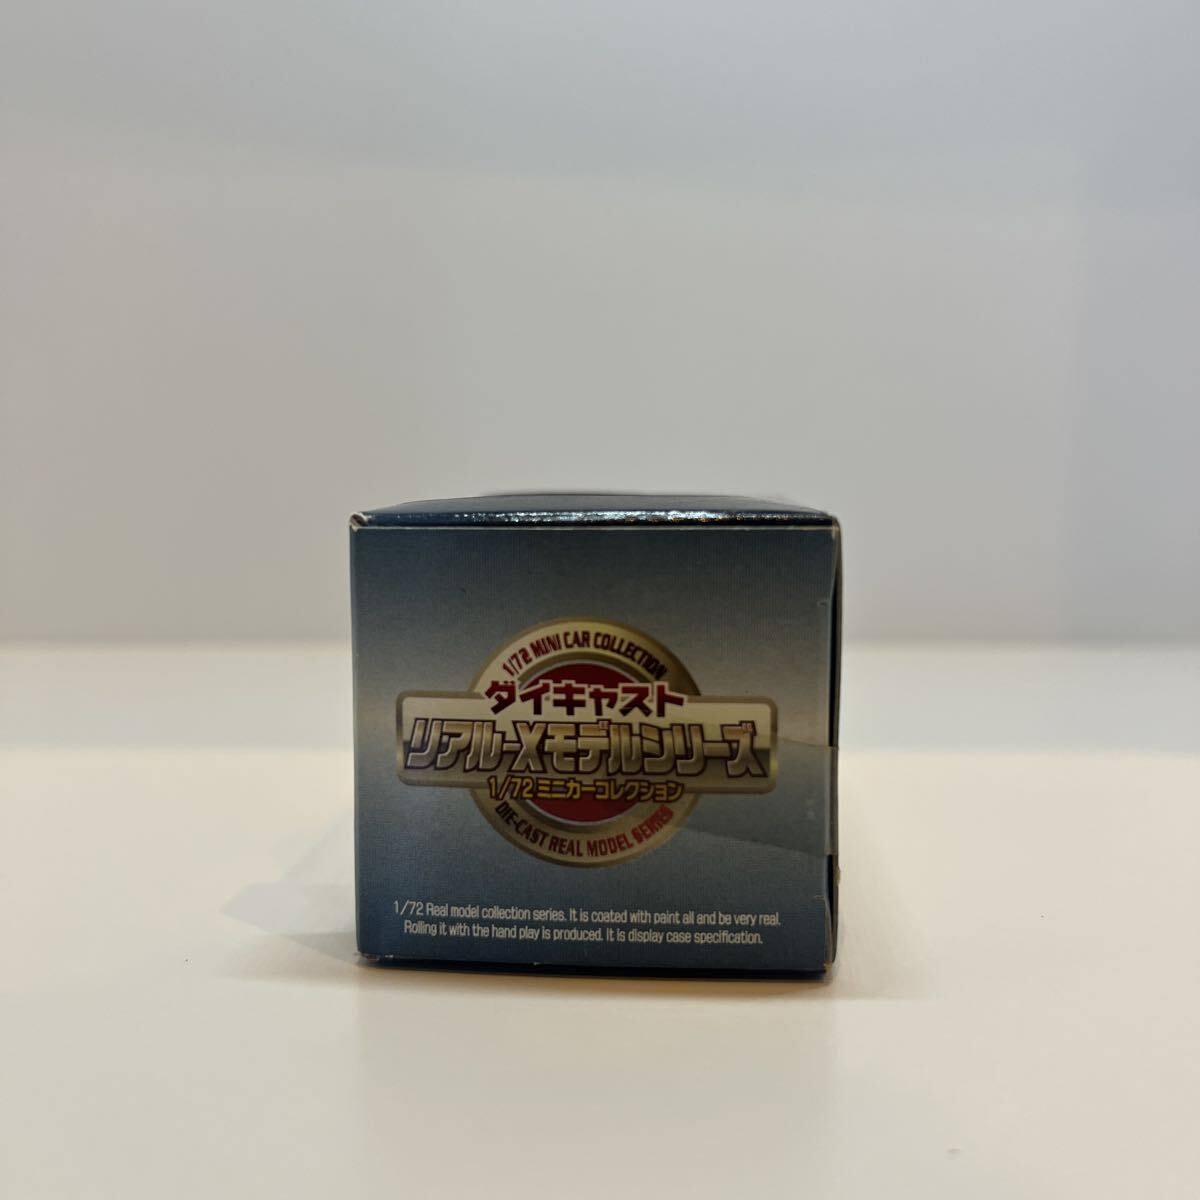 1/72 MINI CAR COLLECTION
ダイキャスト
リアル-Xモデルシリーズ
1/72ミニカーコレクション
DIE-CAST REAL MODEL SERIES
1/72 Real model collection series. It is coated with paint all and be very real.
Rolling it with the hand play is produced. It is display case specification.